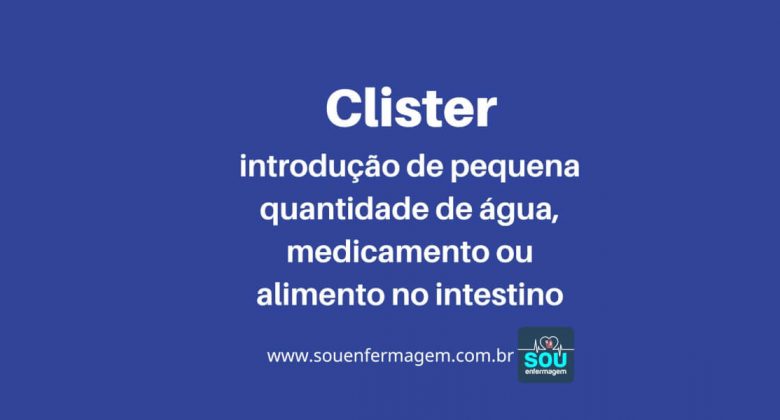 Clister
introdução de pequena
quantidade de água,
medicamento ou
alimento no intestino
www.souenfermagem.com.br
SOU
enfermagem